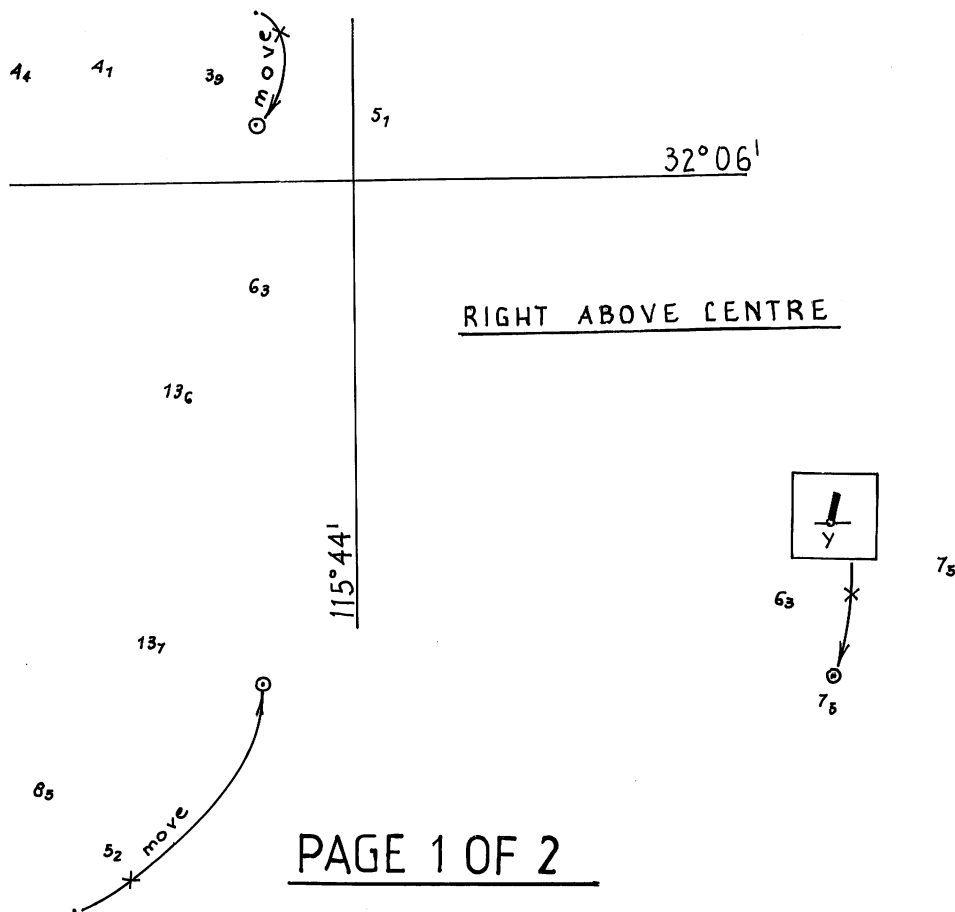 move
4₄ 4₁ 3₉
5₁
32°06'
6₃
RIGHT ABOVE CENTRE
13₆
Y
115°44'
7₅
6₃
13₇
7₅
8₅
move
5₂
PAGE 1 OF 2